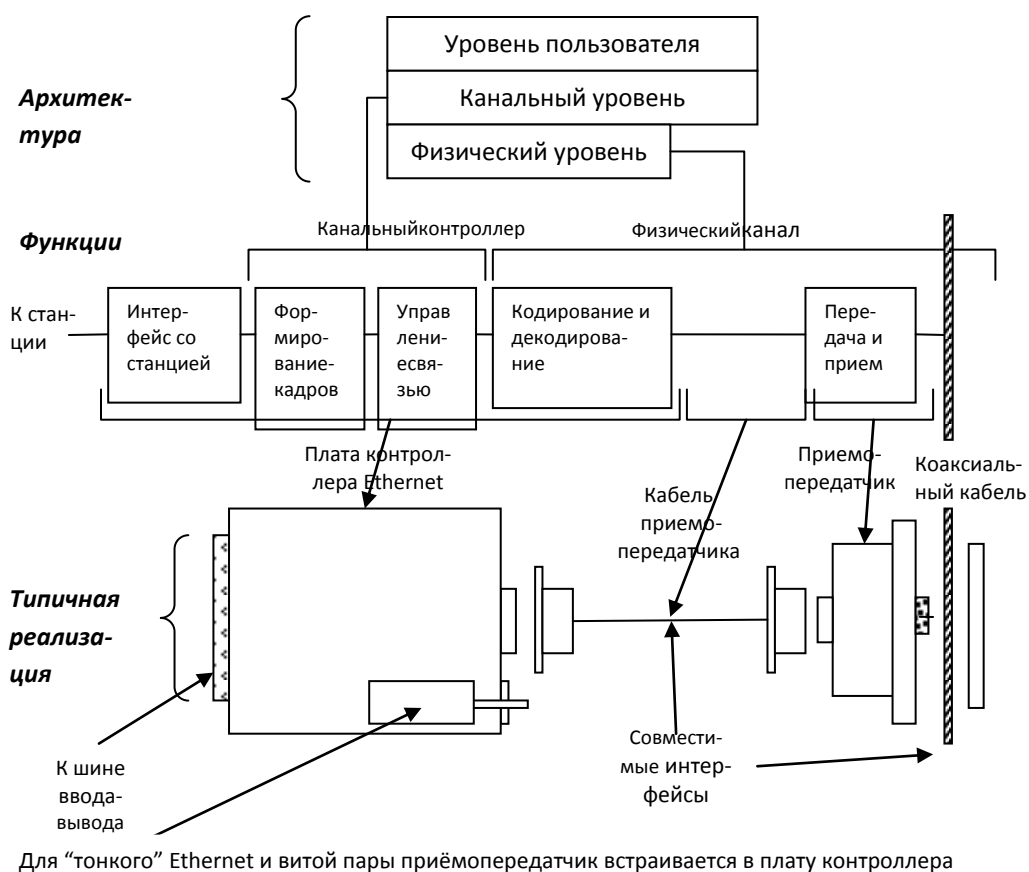 Уровень пользователя
Архитек-
тура
Канальный уровень
Физический уровень
Функции
Канальныйконтроллер
Физическийканал
К стан-
ции
Интер-
фейс со
станцией
Фор-
мирo-
вание-
кадров
Управ
лени-
есвя-
зью
Кодирование и
декодирова-
ние
Пере-
дача и
прием
Плата контрол-
лера Ethernet
Кабель
приемо-
передатчика
Приемо-
передатчик
Коаксиаль-
ный кабель
Типичная
реализа-
ция
К шине
ввода-
вывода
Совмести-
мые интер-
фейсы
Для “тонкого” Ethernet и витой пары приёмопередатчик встраивается в плату контроллера